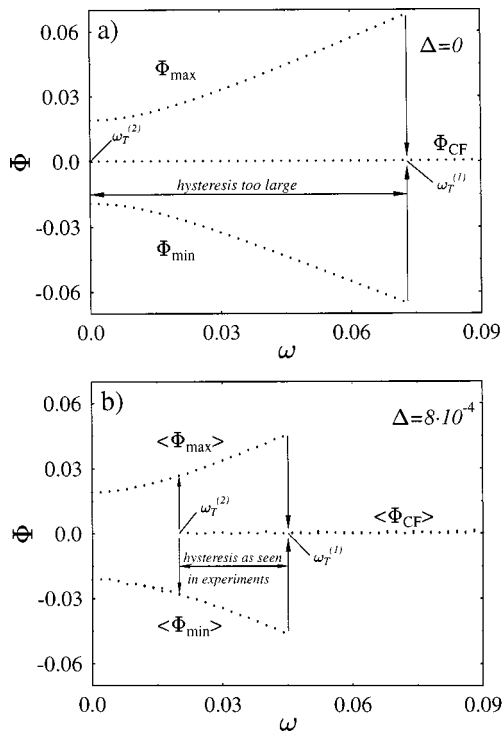 a)
Δ=0
0.06
Φmax
0.03
ωT(2)
Φ
0.0
ΦCF
hysteresis too large
ωT(1)
-0.03
Φmin
-0.06
0.0 0.03 0.06 0.09
ω
b)
Δ=8·10-4
0.06
<Φmax>
0.03
ωT(2)
Φ
0.0
<ΦCF>
hysteresis as seen
ωT(1)
in experiments
-0.03
<Φmin>
-0.06
0.0 0.03 0.06 0.09
ω